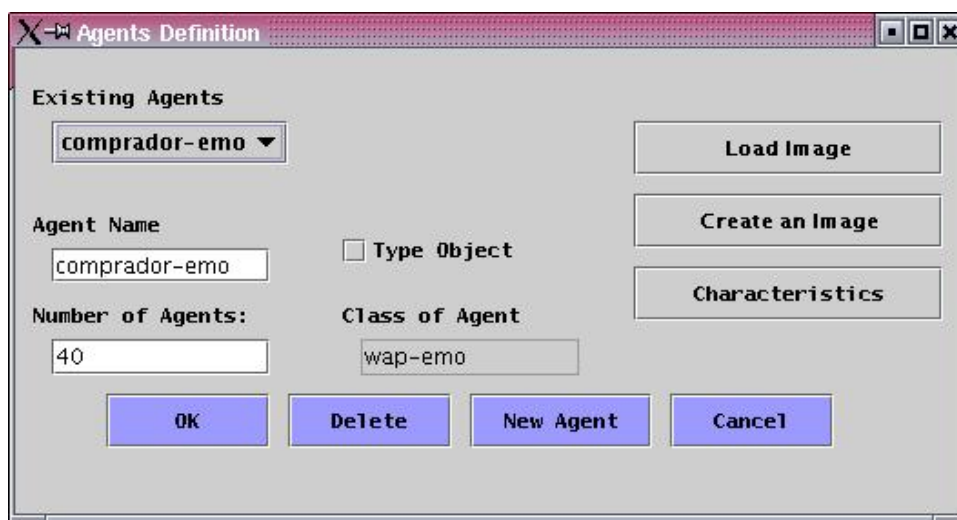 Agents Definition
Existing Agents
comprador-emo
Load Image
Agent Name
Create an Image
comprador-emo
Type Object
Characteristics
Number of Agents:
Class of Agent
40
wap-emo
OK
Delete
New Agent
Cancel